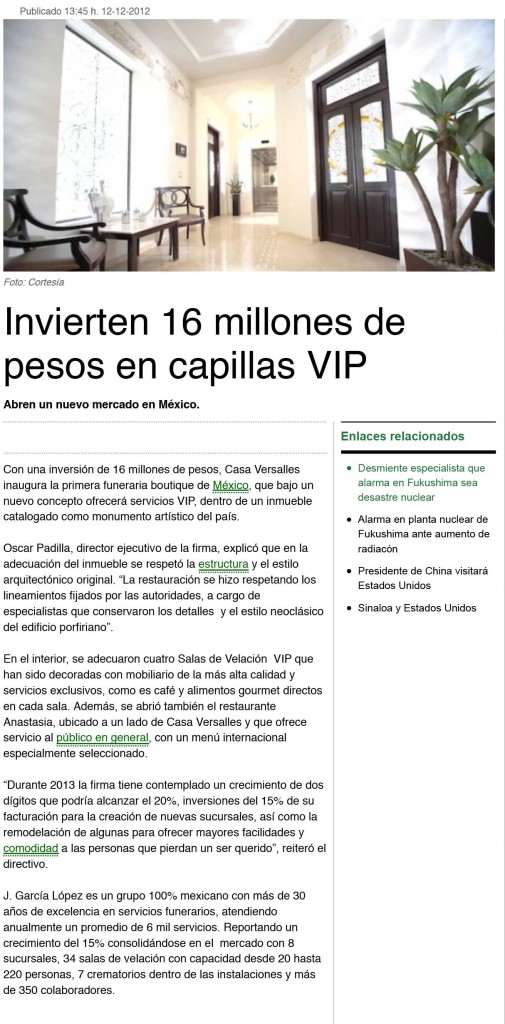 Publicado 13:45 h. 12-12-2012
Foto: Cortesía
Invierten 16 millones de
pesos en capillas VIP
Abren un nuevo mercado en México.
Con una inversión de 16 millones de pesos, Casa Versalles
inaugura la primera funeraria boutique de México, que bajo un
nuevo concepto ofrecerá servicios VIP, dentro de un inmueble
catalogado como monumento artístico del país.
Oscar Padilla, director ejecutivo de la firma, explicó que en la
adecuación del inmueble se respetó la estructura y el estilo
arquitectónico original. “La restauración se hizo respetando los
lineamientos fijados por las autoridades, a cargo de
especialistas que conservaron los detalles y el estilo neoclásico
del edificio porfiriano”.
En el interior, se adecuaron cuatro Salas de Velación VIP que
han sido decoradas con mobiliario de la más alta calidad y
servicios exclusivos, como es café y alimentos gourmet directos
en cada sala. Además, se abrió también el restaurante
Anastasia, ubicado a un lado de Casa Versalles y que ofrece
servicio al público en general, con un menú internacional
especialmente seleccionado.
“Durante 2013 la firma tiene contemplado un crecimiento de dos
dígitos que podría alcanzar el 20%, inversiones del 15% de su
facturación para la creación de nuevas sucursales, así como la
remodelación de algunas para ofrecer mayores facilidades y
comodidad a las personas que pierdan un ser querido”, reiteró el
directivo.
J. García López es un grupo 100% mexicano con más de 30
años de excelencia en servicios funerarios, atendiendo
anualmente un promedio de 6 mil servicios. Reportando un
crecimiento del 15% consolidándose en el mercado con 8
sucursales, 34 salas de velación con capacidad desde 20 hasta
220 personas, 7 crematorios dentro de las instalaciones y más
de 350 colaboradores.
Enlaces relacionados
• Desmiente especialista que
alarma en Fukushima sea
desastre nuclear
• Alarma en planta nuclear de
Fukushima ante aumento de
radiacón
• Presidente de China visitará
Estados Unidos
• Sinaloa y Estados Unidos